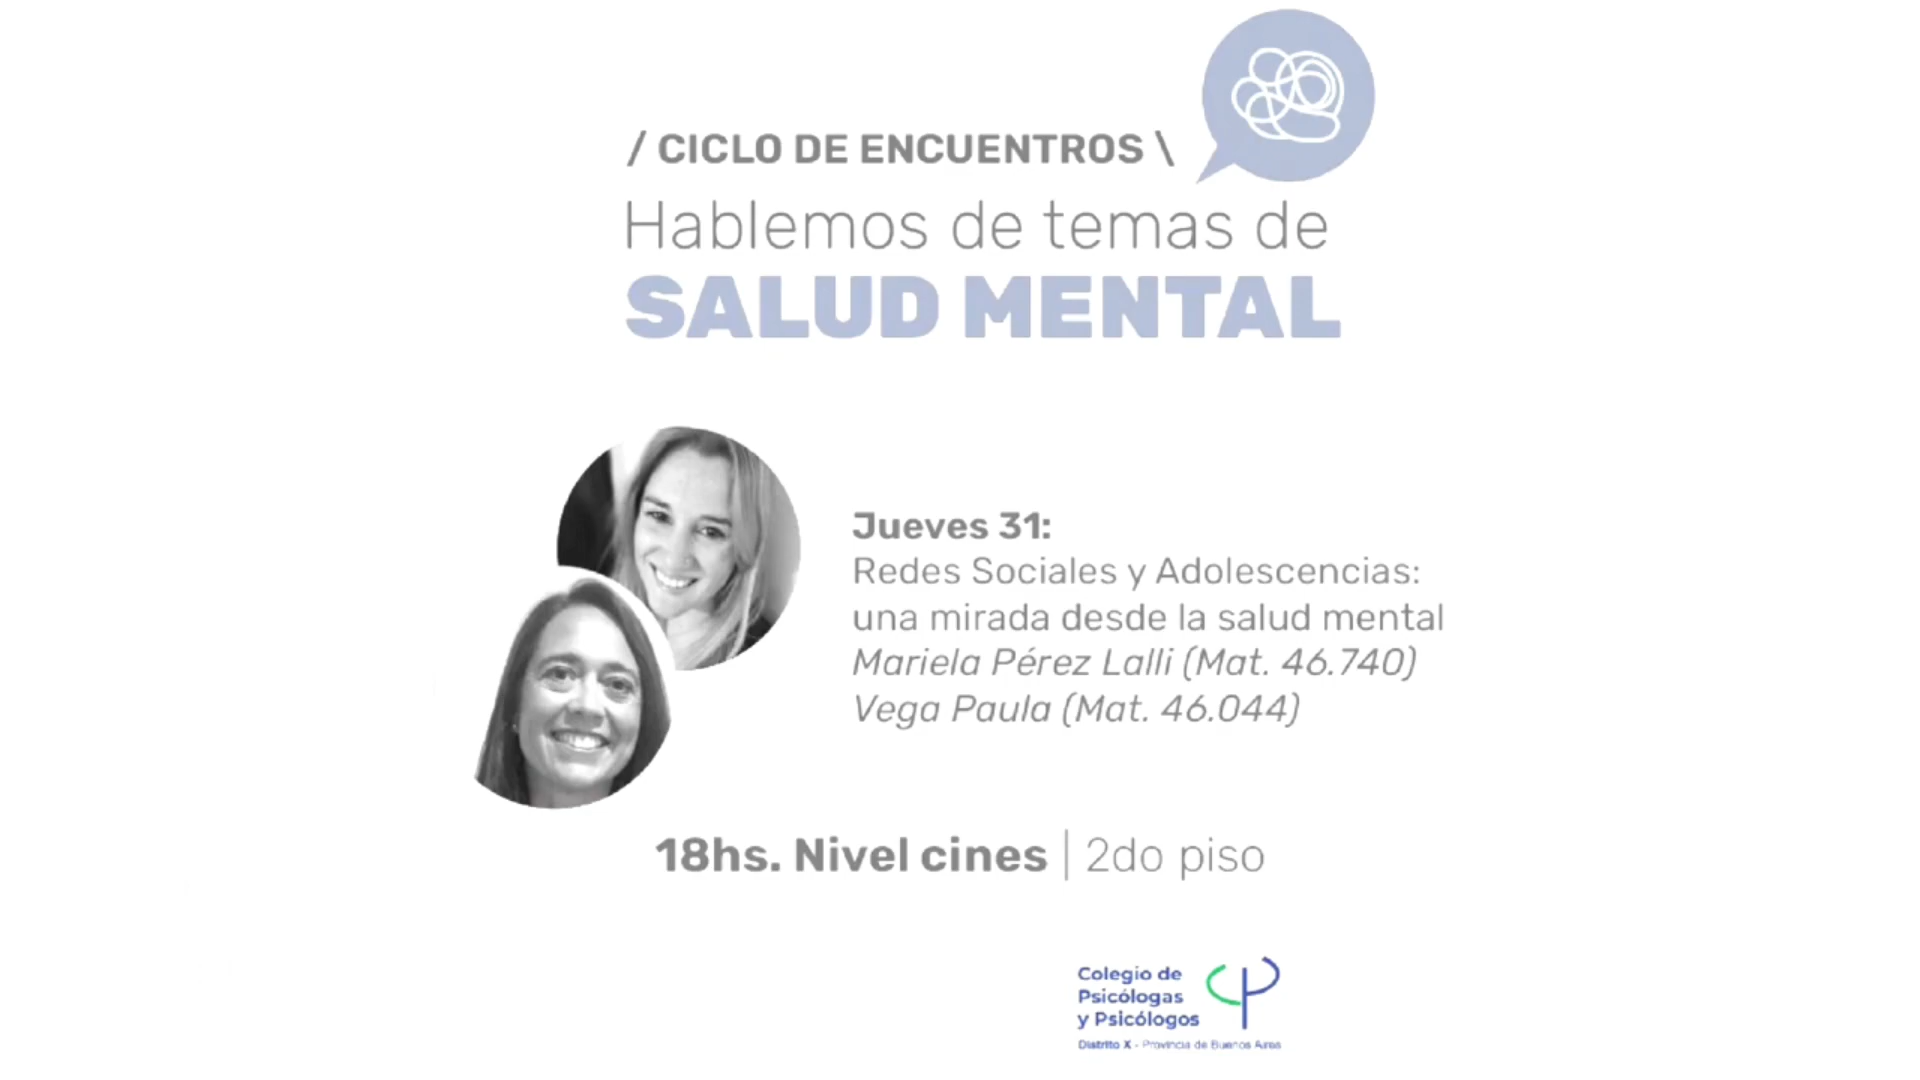 / CICLO DE ENCUENTROS \
Hablemos de temas de
SALUD MENTAL
Jueves 31:
Redes Sociales y Adolescencias:
una mirada desde la salud mental
Mariela Pérez Lalli (Mat. 46.740)
Vega Paula (Mat. 46.044)
18hs. Nivel cines | 2do piso
Colegio de
Psicólogas
y Psicólogos
Distrito X - Provincia de Buenos Aires